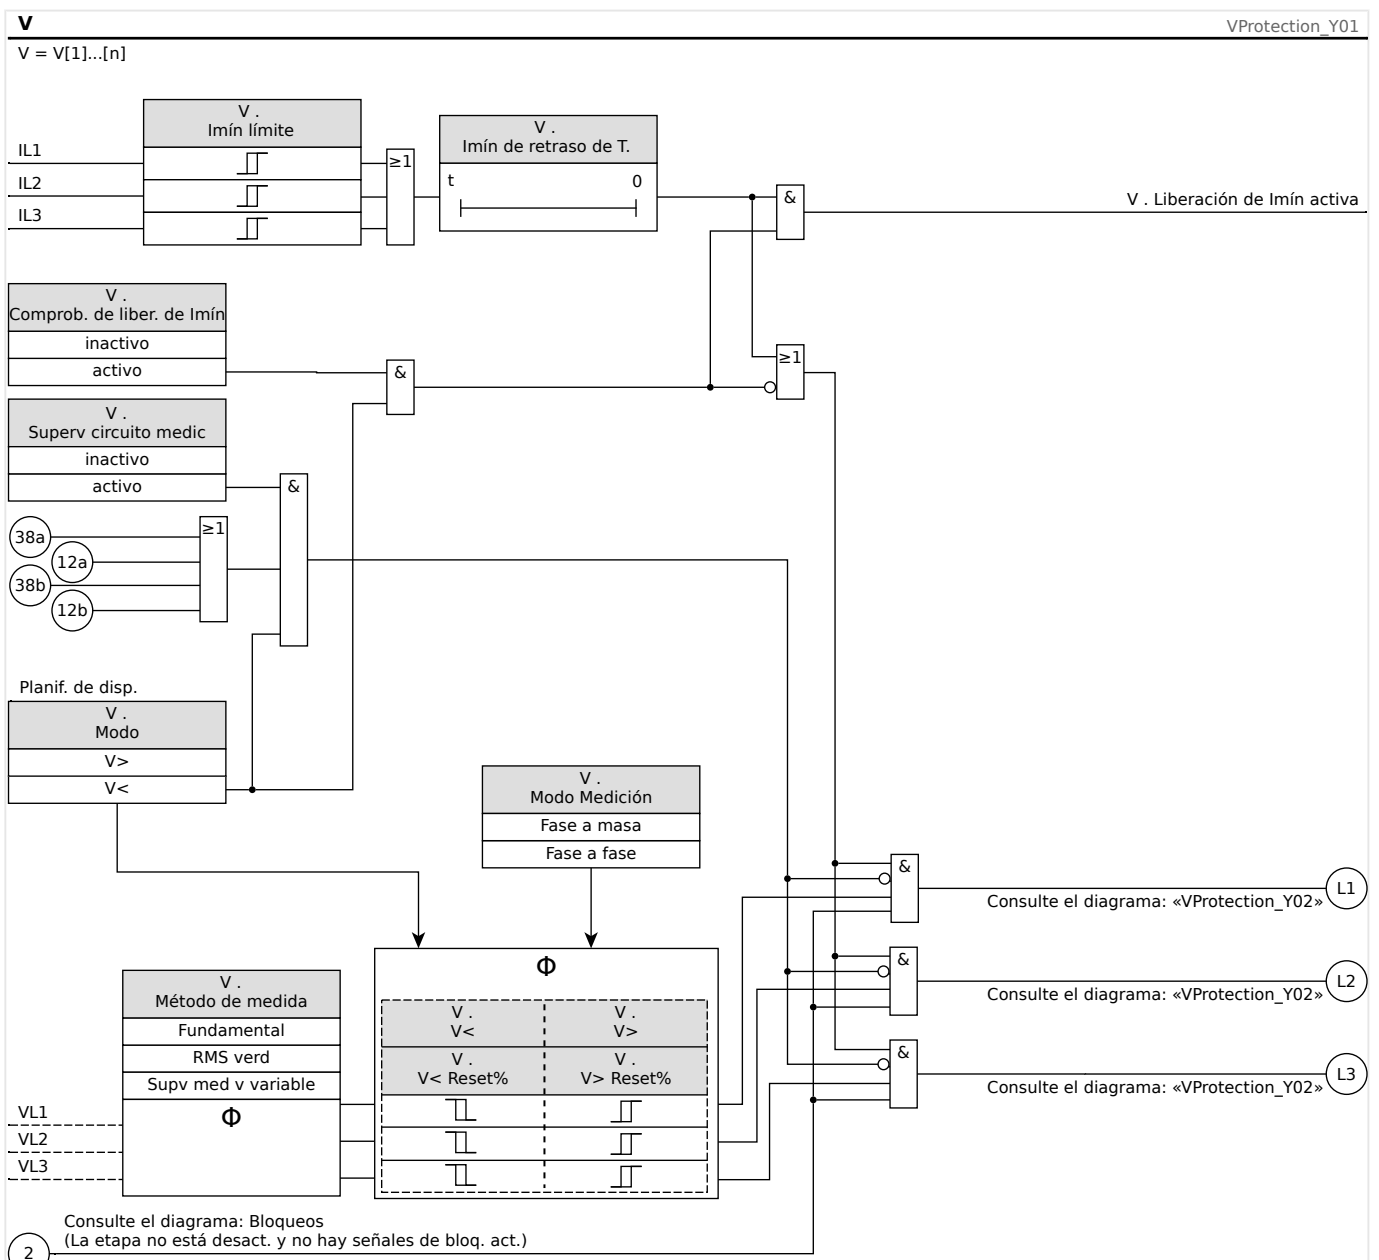 V
VProtection_Y01
V = V[1]...[n]
V .
Imín límite
IL1
IL2
IL3
≥1
V .
Imín de retraso de T.
t
0
&
V . Liberación de Imín activa
V .
Comprob. de liber. de Imín
inactivo
activo
&
≥1
V .
Superv circuito medic
inactivo
activo
&
38a
12a
38b
12b
≥1
Planif. de disp.
V .
Modo
V>
V<
V .
Modo Medición
Fase a masa
Fase a fase
&
L1
Consulte el diagrama: «VProtection_Y02»
&
L2
Consulte el diagrama: «VProtection_Y02»
&
L3
Consulte el diagrama: «VProtection_Y02»
Φ
V .
V<
V .
V>
V .
V< Reset%
V .
V> Reset%
V .
Método de medida
Fundamental
RMS verd
Supv med v variable
Φ
VL1
VL2
VL3
Consulte el diagrama: Bloqueos
(La etapa no está desact. y no hay señales de bloq. act.)
2